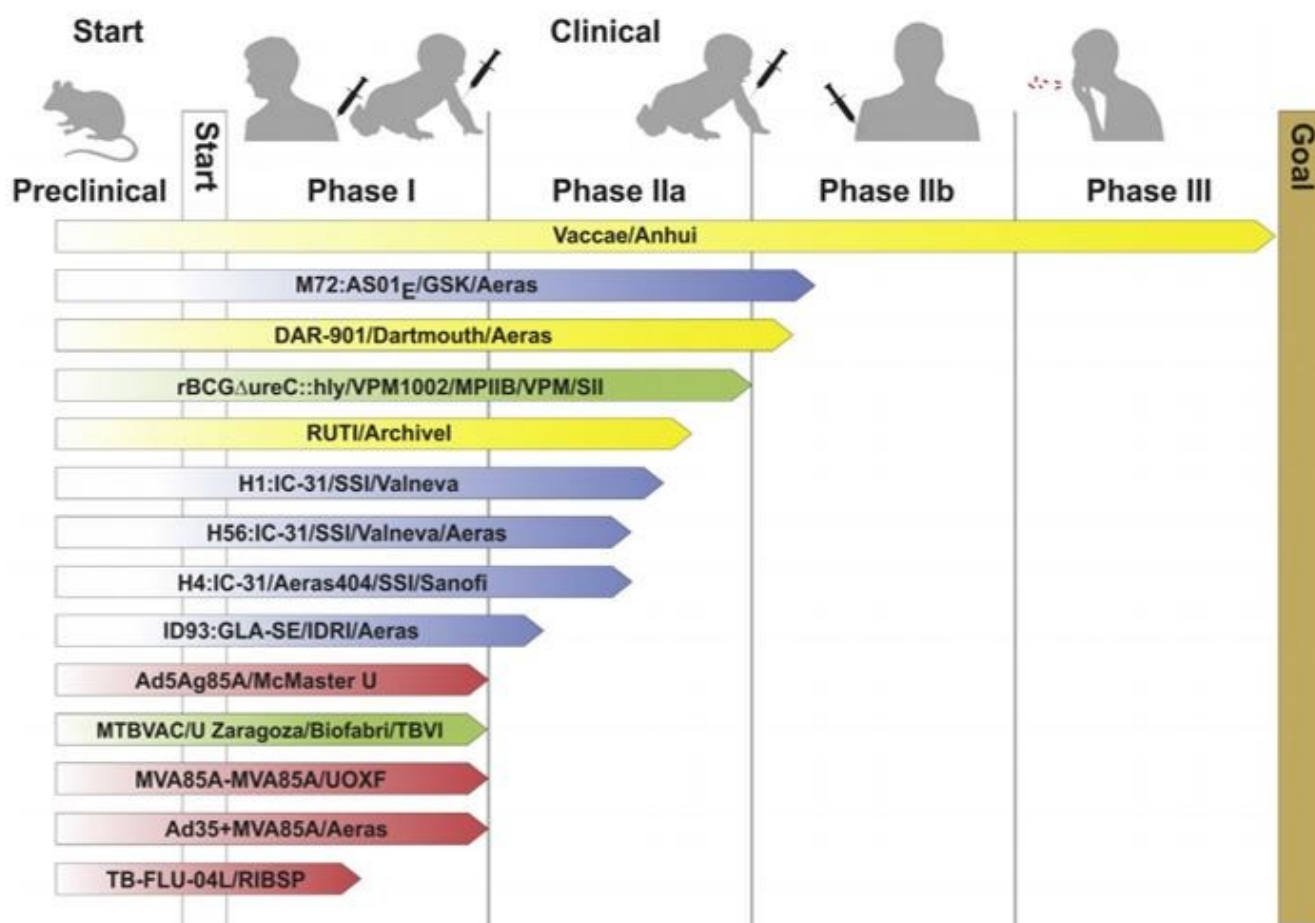 Start
Clinical
Start
Goal
Preclinical
Phase I
Phase IIa
Phase IIb
Phase III
Vaccae/Anhui
M72:AS01E/GSK/Aeras
DAR-901/Dartmouth/Aeras
rBCGΔureC::hly/VPM1002/MPIIB/VPM/SII
RUTI/Archivel
H1:IC-31/SSI/Valneva
H56:IC-31/SSI/Valneva/Aeras
H4:IC-31/Aeras404/SSI/Sanofi
ID93:GLA-SE/IDRI/Aeras
Ad5Ag85A/McMaster U
MTBVAC/U Zaragoza/Biofabri/TBVI
MVA85A-MVA85A/UOXF
Ad35+MVA85A/Aeras
TB-FLU-04L/RIBSP